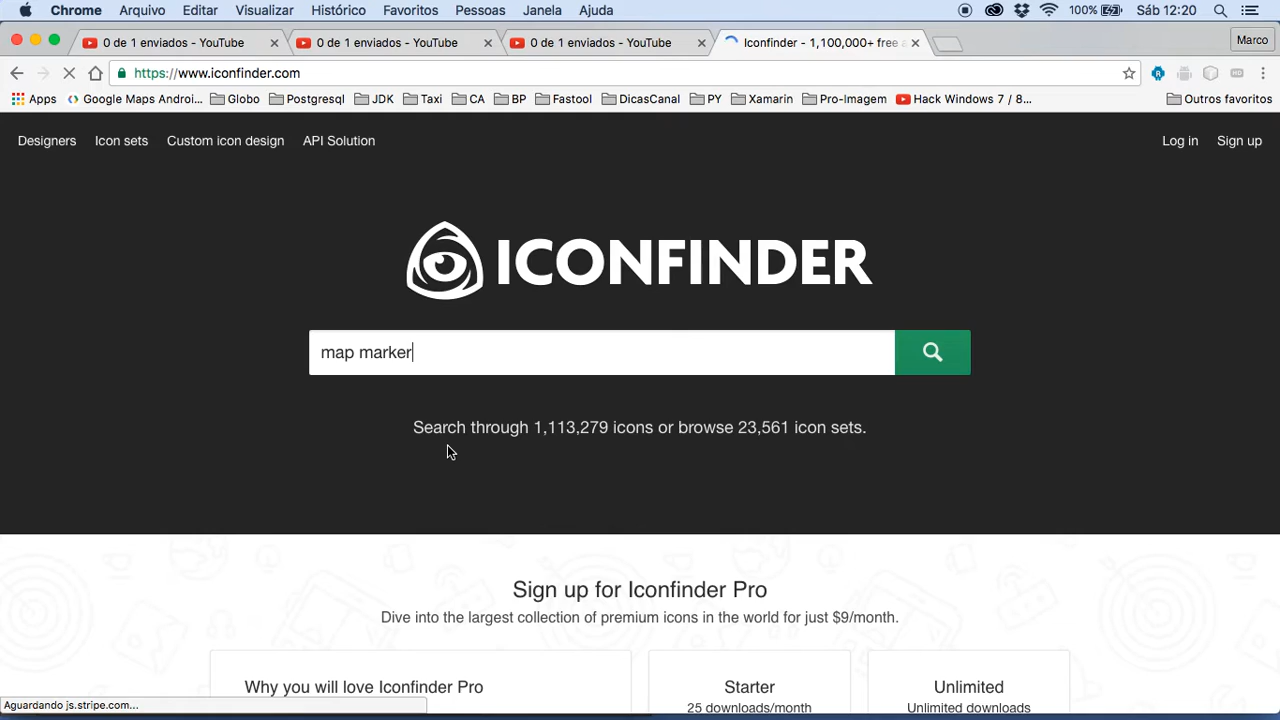 Chrome Arquivo Editar Visualizar Histórico Favoritos Pessoas Janela Ajuda 100% Sáb 12:20
0 de 1 enviados - YouTube 0 de 1 enviados - YouTube 0 de 1 enviados - YouTube Iconfinder - 1,100,000+ free Marco
https://www.iconfinder.com
Apps Google Maps Androi... Globo Postgresql JDK Taxi CA BP Fastool DicasCanal PY Xamarin Pro-Imagem Hack Windows 7 / 8... Outros favoritos
Designers Icon sets Custom icon design API Solution Log in Sign up
ICONFINDER
map marker
Search through 1,113,279 icons or browse 23,561 icon sets.
Sign up for Iconfinder Pro
Dive into the largest collection of premium icons in the world for just $9/month.
Why you will love Iconfinder Pro Starter Unlimited
25 downloads/month Unlimited downloads
Aguardando js.stripe.com...